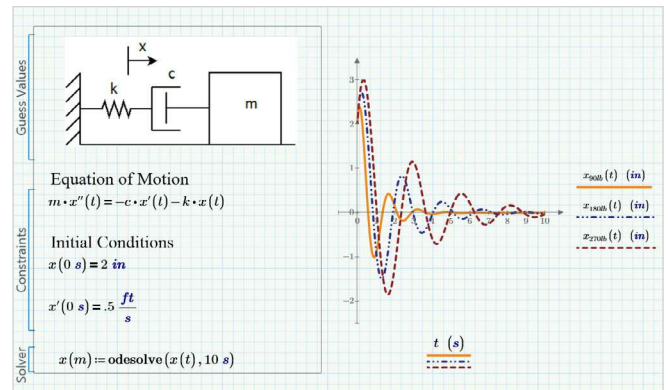 Guess Values
x
k
c
m
Equation of Motion
m·x''(t)=-c·x'(t)-k·x(t)
Constraints
Initial Conditions
x(0 s)=2 in
x'(0 s)=.5 ft/s
Solver
x(m):=odesolve(x(t),10 s)
3
2
1
0
-1
-2
-1 0 1 2 3 4 5 6 7 8 9 10
x90lb(t) (in)
x180lb(t) (in)
x270lb(t) (in)
t (s)